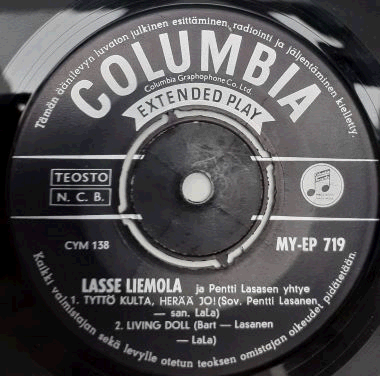 Tämän äänilevyn luvaton julkinen esittäminen, radiointi ja jäljentäminen kielletty.
COLUMBIA
Columbia Graphophone Co. Ltd.
EXTENDED PLAY
TEOSTO
N. C. B.
CYM 138
MY-EP 719
LASSE LIEMOLA ja Pentti Lasasen yhtye
1. TYTTÖ KULTA, HERÄÄ JO! (Sov. Pentti Lasanen
— san. LaLa)
2. LIVING DOLL (Bart — Lasanen
— LaLa)
Kaikki valmistajan sekä levylle otetun teoksen omistajan oikeudet pidätetään.